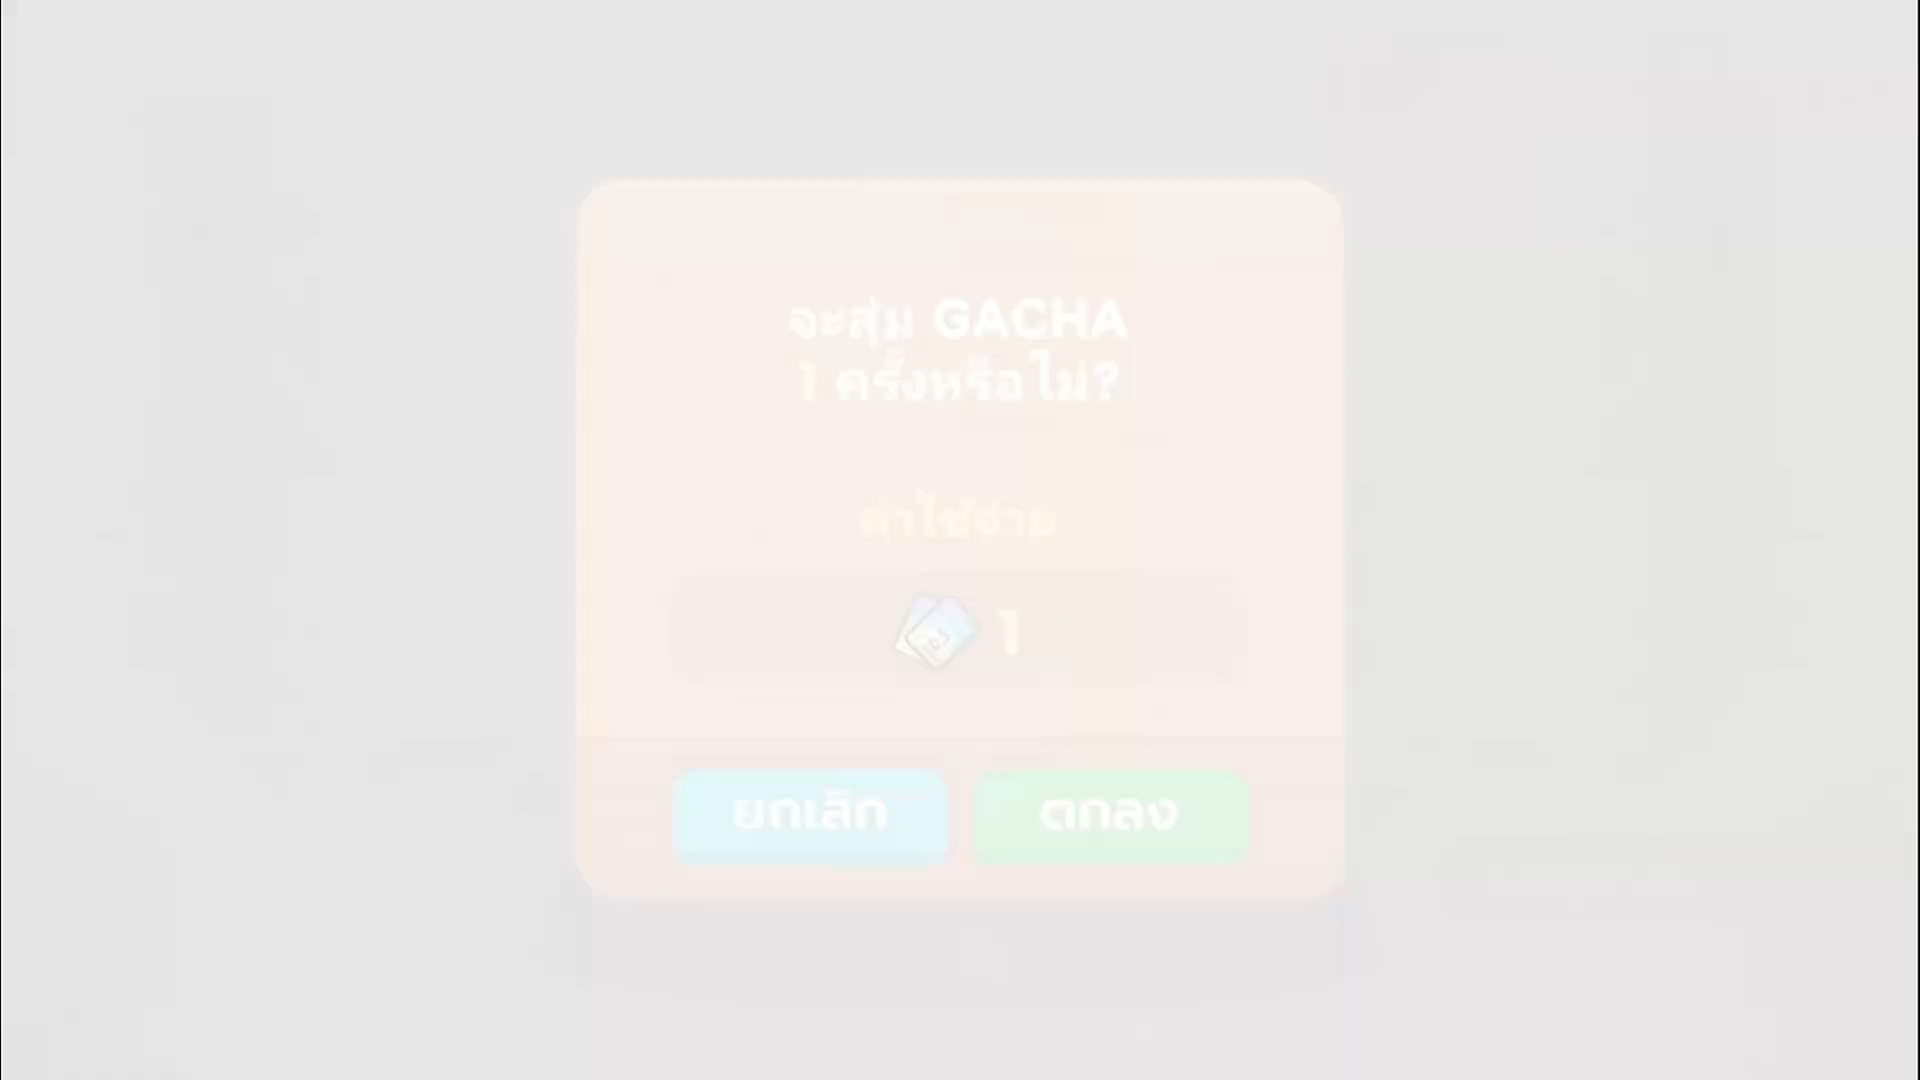 จะสุ่ม GACHA
1 ครั้งหรือไม่?
ค่าใช้จ่าย
1
ยกเลิก
ตกลง